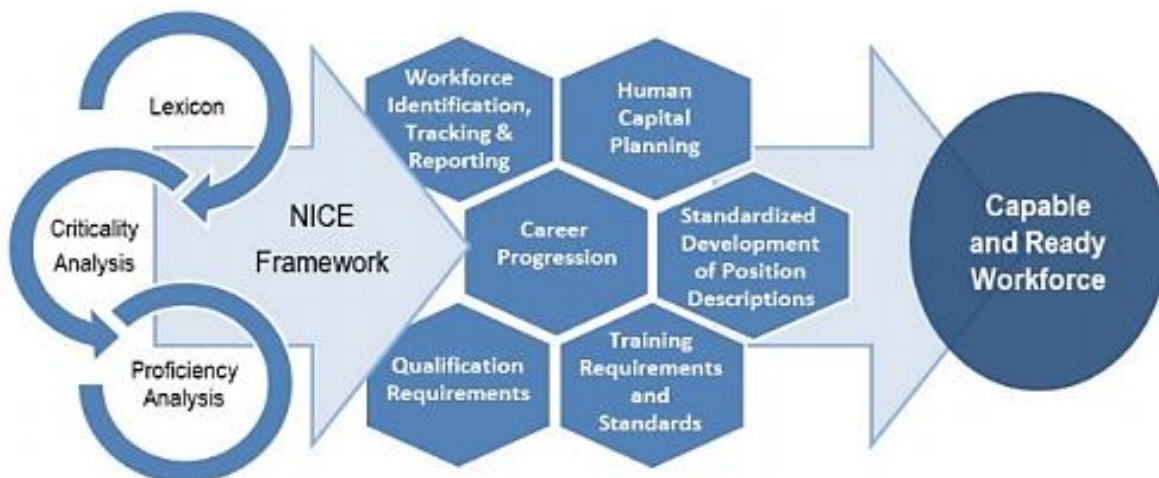 Lexicon
Criticality
Analysis
Proficiency
Analysis
NICE
Framework
Workforce
Identification,
Tracking &
Reporting
Human
Capital
Planning
Career
Progression
Standardized
Development
of Position
Descriptions
Qualification
Requirements
Training
Requirements
and
Standards
Capable
and Ready
Workforce